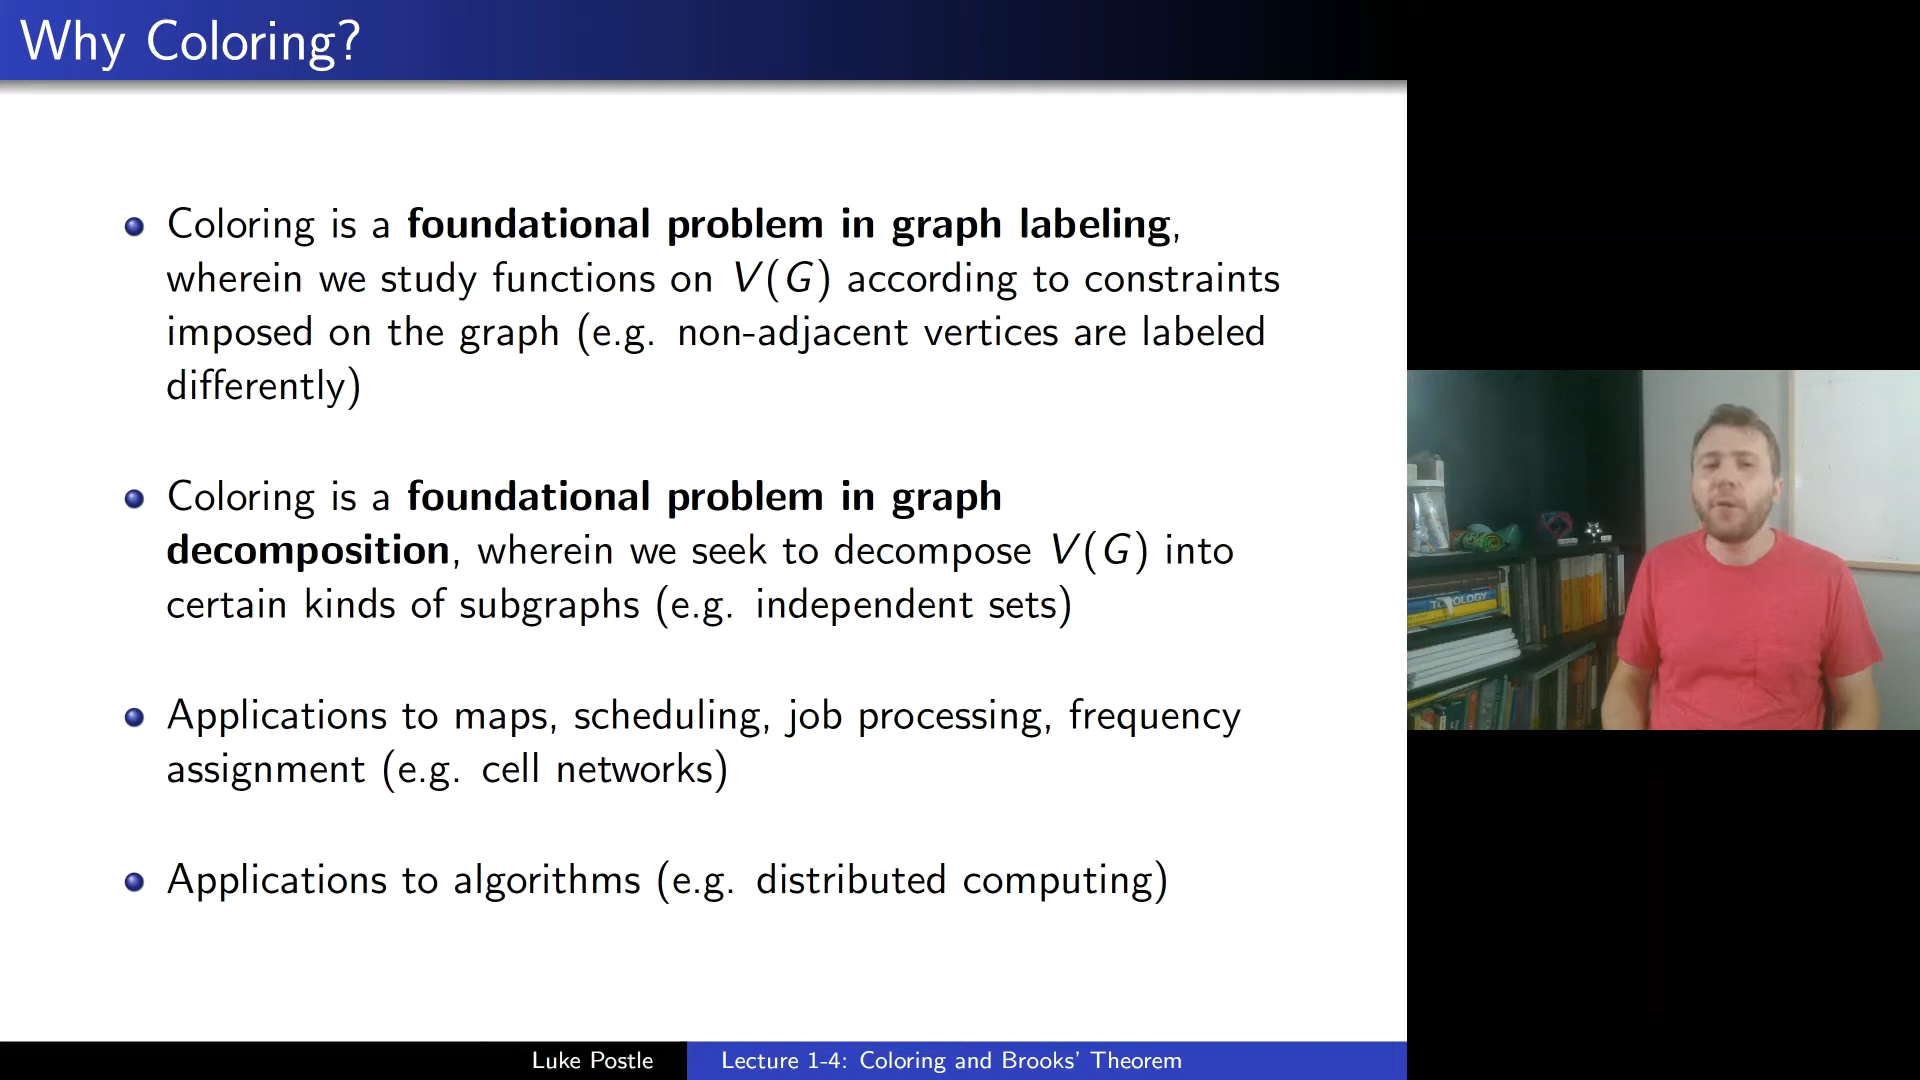 Why Coloring?
Coloring is a foundational problem in graph labeling,
wherein we study functions on V(G) according to constraints
imposed on the graph (e.g. non-adjacent vertices are labeled
differently)
Coloring is a foundational problem in graph
decomposition, wherein we seek to decompose V(G) into
certain kinds of subgraphs (e.g. independent sets)
Applications to maps, scheduling, job processing, frequency
assignment (e.g. cell networks)
Applications to algorithms (e.g. distributed computing)
Luke Postle
Lecture 1-4: Coloring and Brooks' Theorem